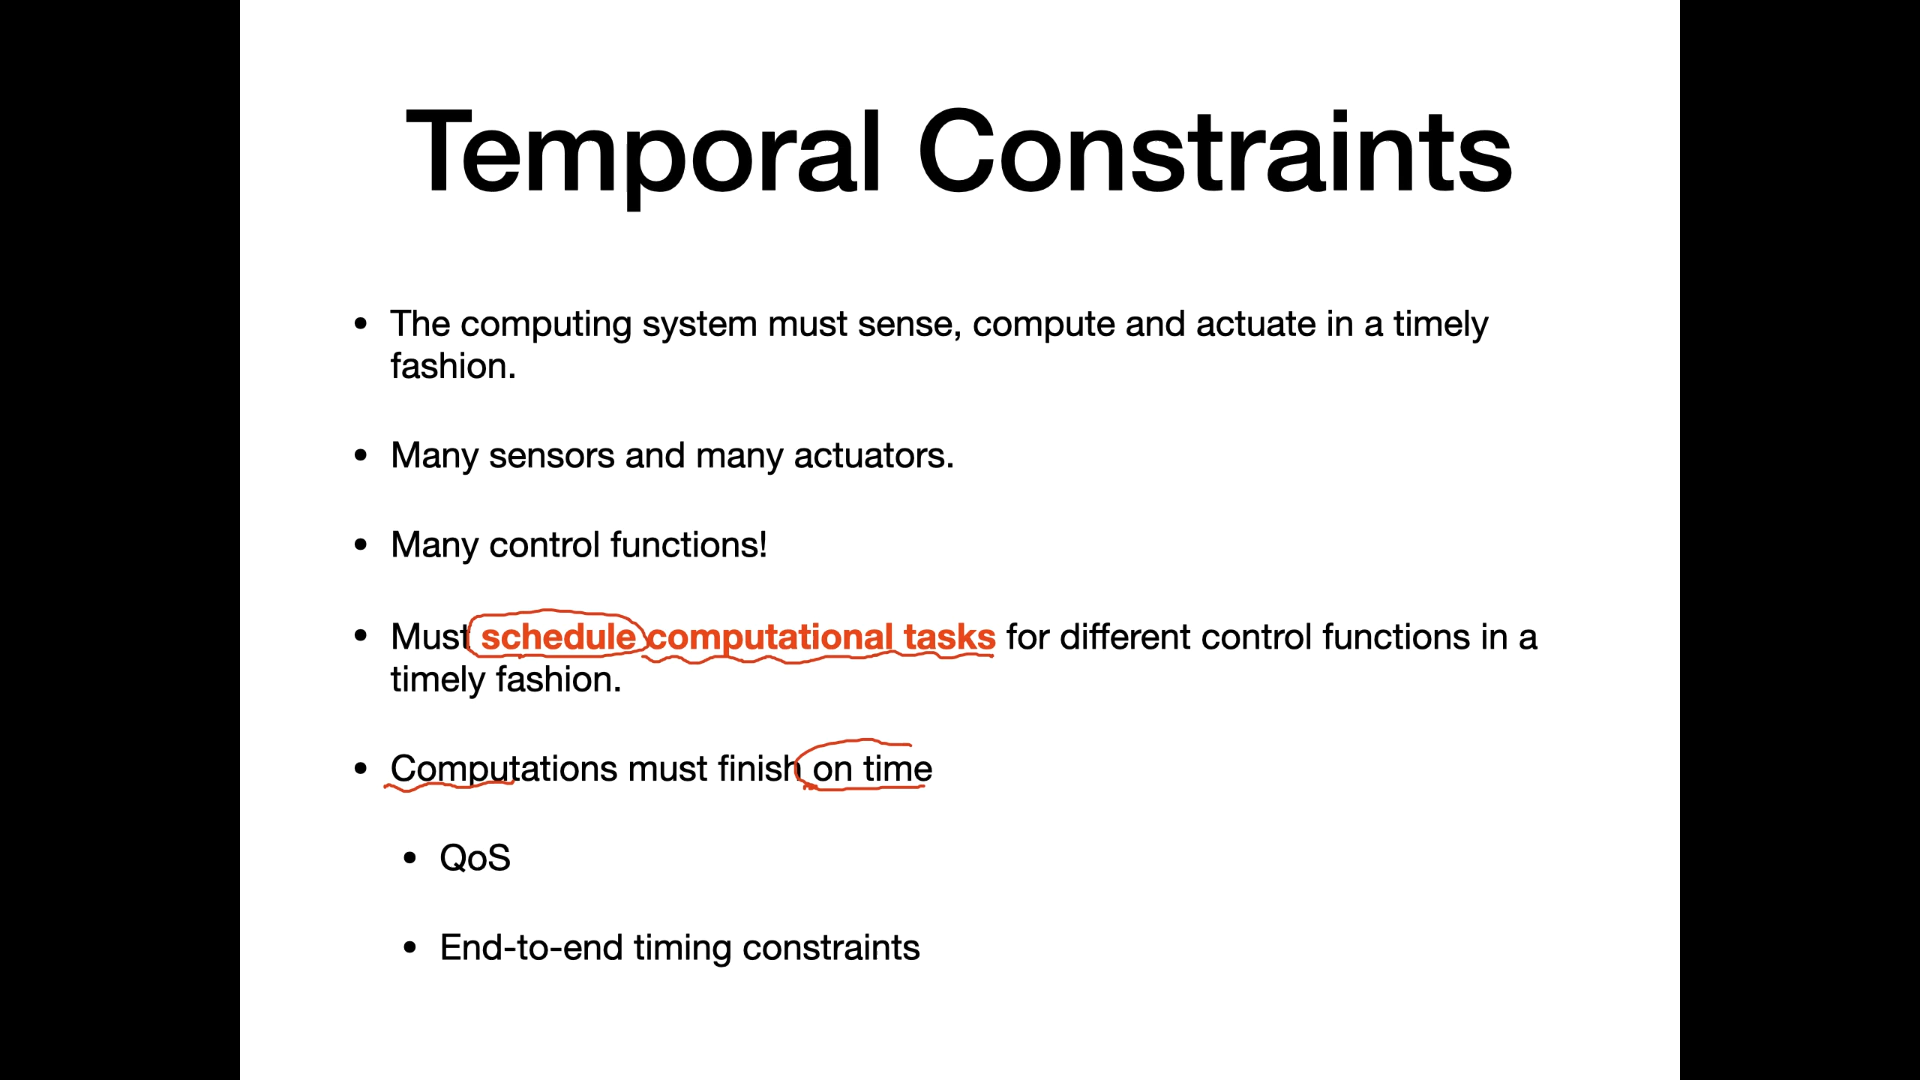 Temporal Constraints
• The computing system must sense, compute and actuate in a timely
fashion.
• Many sensors and many actuators.
• Many control functions!
• Must schedule computational tasks for different control functions in a
timely fashion.
• Computations must finish on time
• QoS
• End-to-end timing constraints